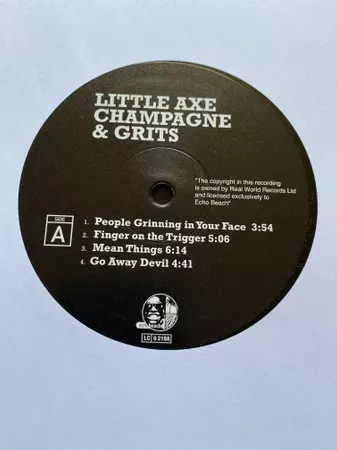 LITTLE AXE
CHAMPAGNE
& GRITS
"The copyright in this recording
is owned by Real World Records Ltd
and licensed exclusively to
Echo Beach"
SIDE
A
1. People Grinning in Your Face 3:54
2. Finger on the Trigger 5:06
3. Mean Things 6:14
4. Go Away Devil 4:41
LC 0 2188